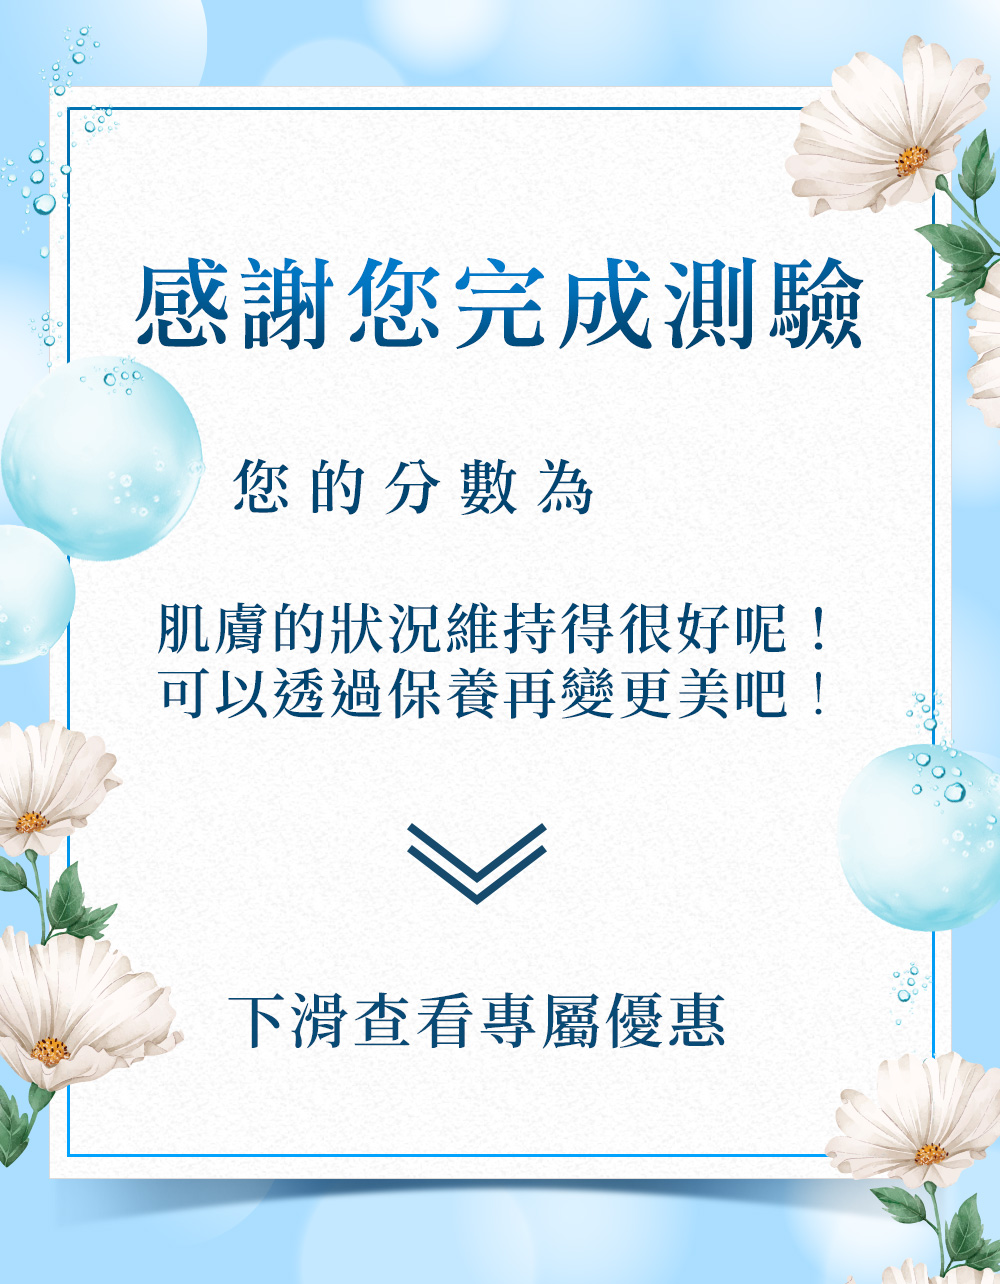 感謝您完成測驗
您的分數為
肌膚的狀況維持得很好呢！
可以透過保養再變更美吧！
下滑查看專屬優惠